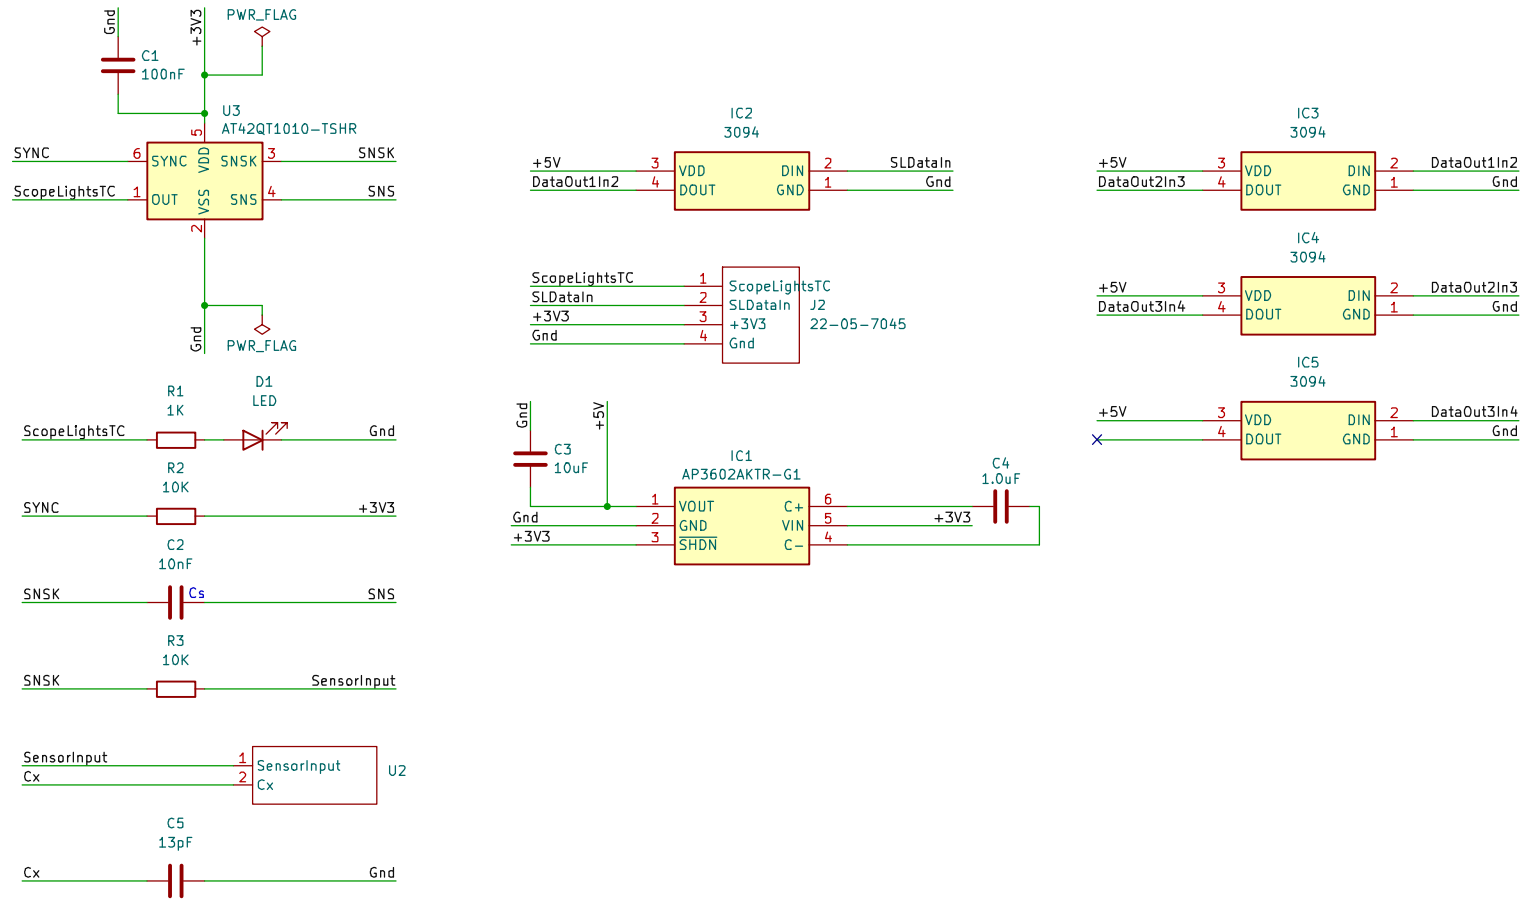 Gnd
+3V3
PWR_FLAG
C1
100nF
U3
AT42QT1010-TSHR
SYNC
6
SYNC
5
VDD
SNSK
3
SNSK
ScopeLightsTC
1
OUT
VSS
2
SNS
4
SNS
Gnd
PWR_FLAG
R1
1K
D1
LED
ScopeLightsTC
Gnd
R2
10K
SYNC
+3V3
C2
10nF
SNSK
Cs
SNS
R3
10K
SNSK
SensorInput
SensorInput
1
SensorInput
Cx
2
Cx
U2
C5
13pF
Cx
Gnd
IC2
3094
+5V
3
VDD
DIN
2
SLDataIn
DataOut1In2
4
DOUT
GND
1
Gnd
ScopeLightsTC
1
ScopeLightsTC
SLDataIn
2
SLDataIn
J2
+3V3
3
+3V3
22-05-7045
Gnd
4
Gnd
Gnd
+5V
C3
10uF
IC1
AP3602AKTR-G1
C4
1.0uF
1
VOUT
C+
6
Gnd
2
GND
VIN
5
+3V3
+3V3
3
SHDN
C-
4
IC3
3094
+5V
3
VDD
DIN
2
DataOut1In2
DataOut2In3
4
DOUT
GND
1
Gnd
IC4
3094
+5V
3
VDD
DIN
2
DataOut2In3
DataOut3In4
4
DOUT
GND
1
Gnd
IC5
3094
+5V
3
VDD
DIN
2
DataOut3In4
4
DOUT
GND
1
Gnd